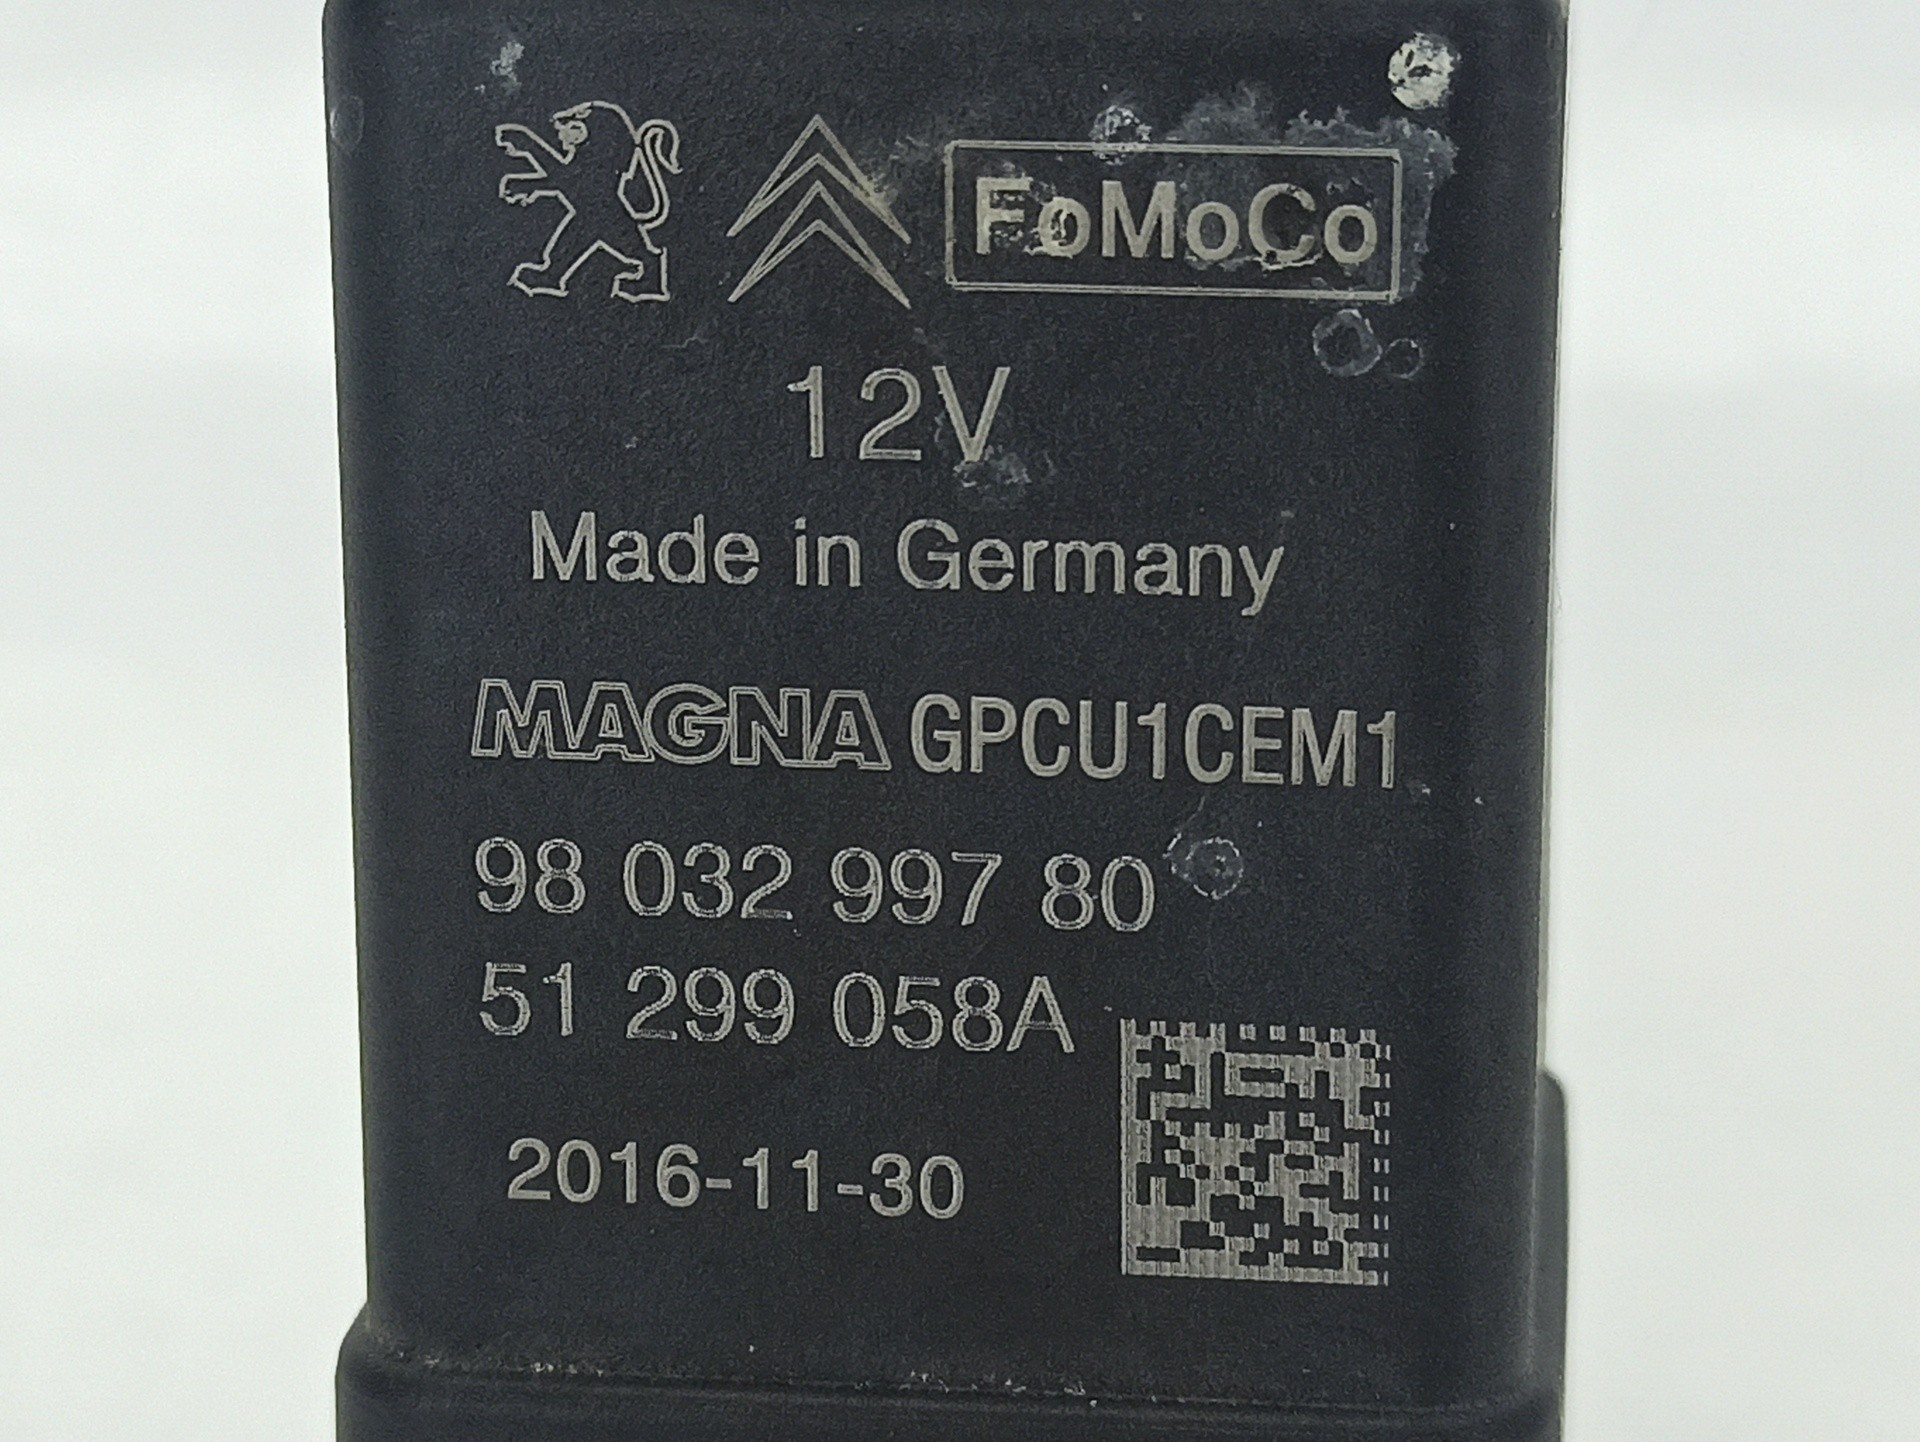 FoMoCo
12V
Made in Germany
MAGNA GPCU1CEM1
98 032 997 80
51 299 058A
2016-11-30